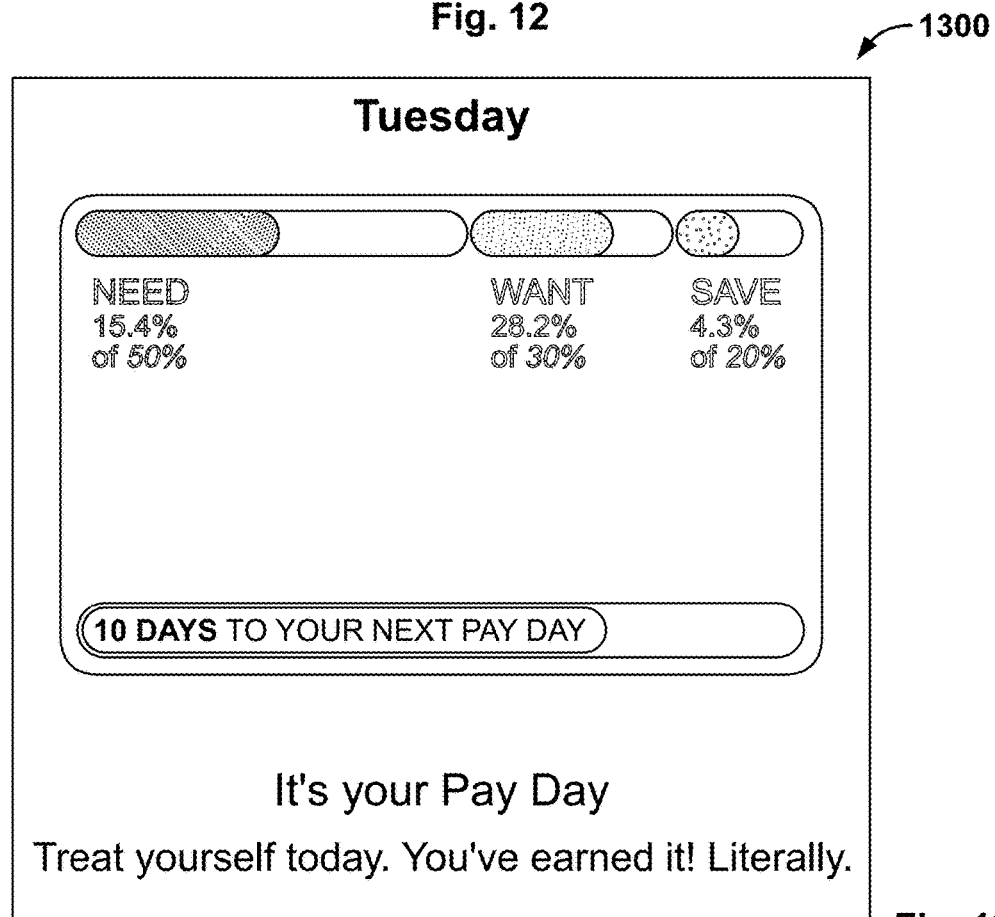 Fig. 12
1300
Tuesday
NEED
15.4%
of 50%
WANT
28.2%
of 30%
SAVE
4.3%
of 20%
10 DAYS TO YOUR NEXT PAY DAY
It's your Pay Day
Treat yourself today. You've earned it! Literally.